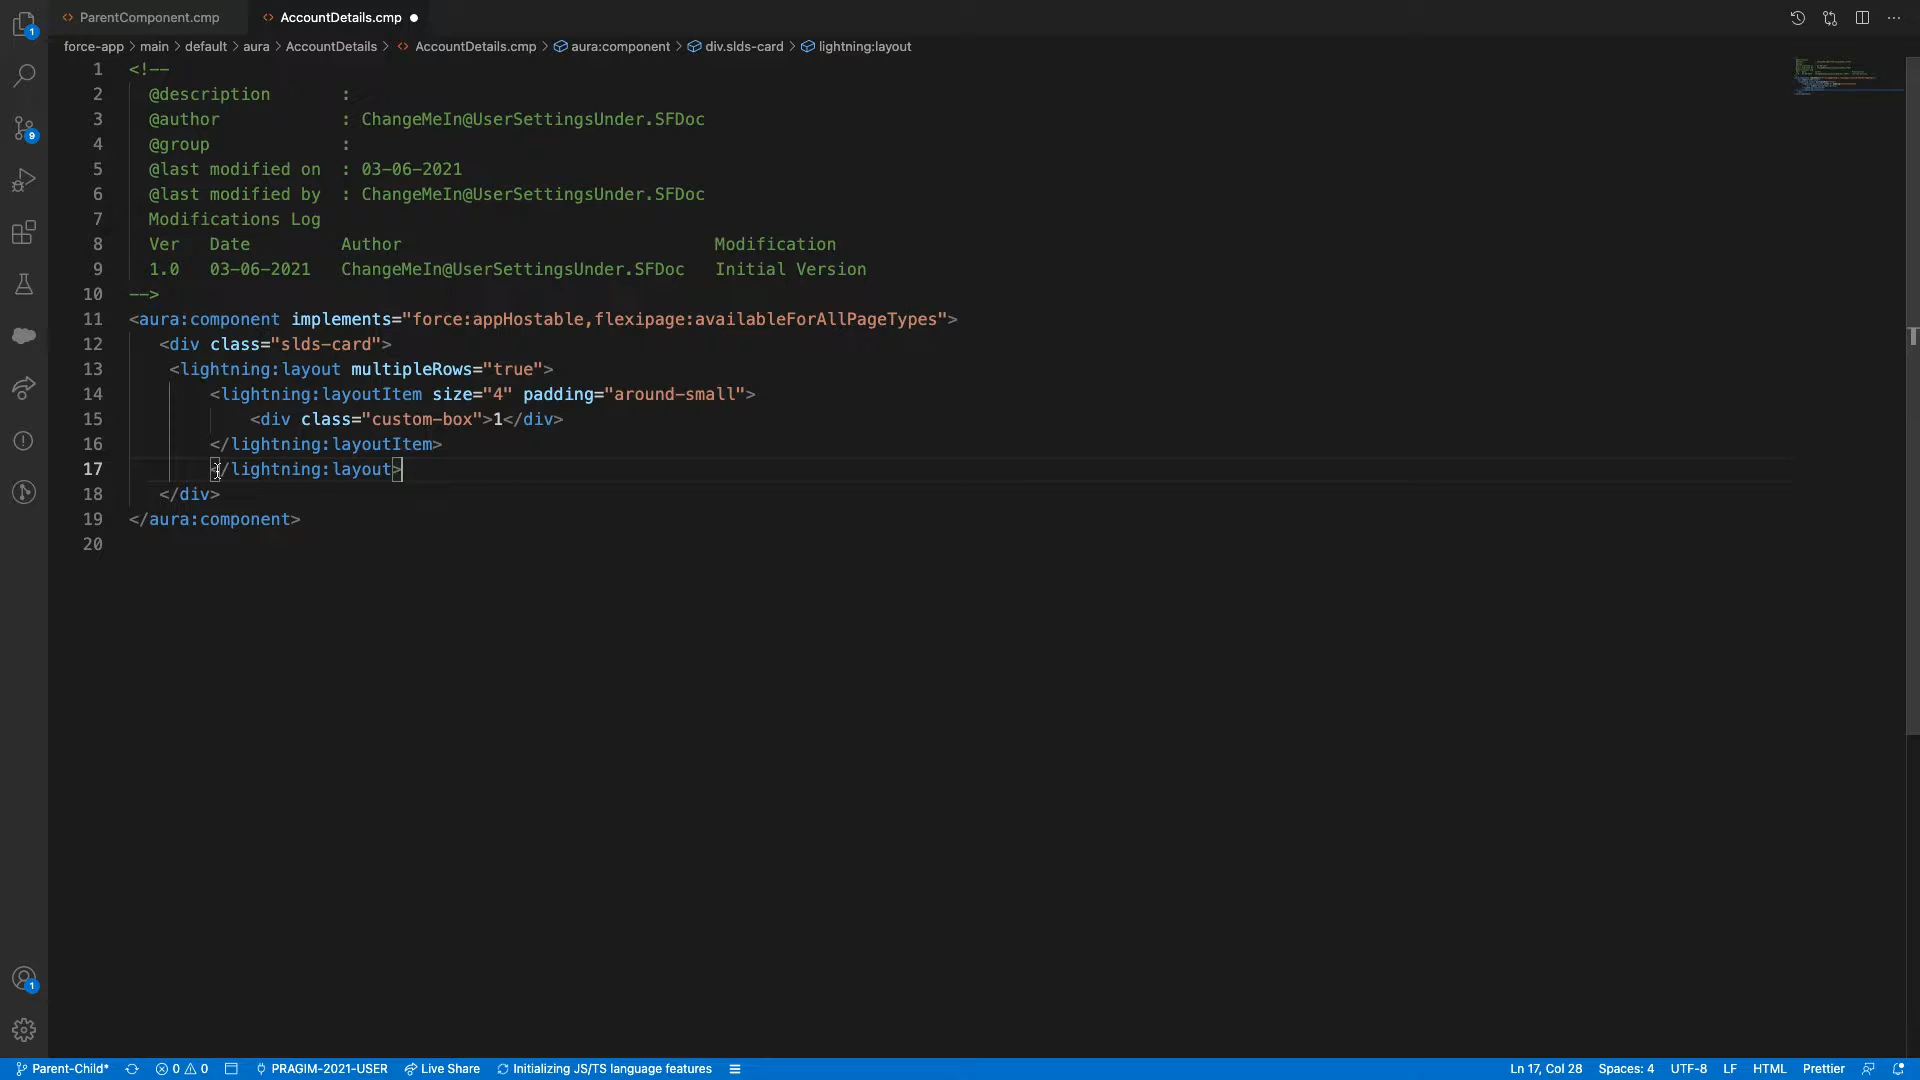 ParentComponent.cmp AccountDetails.cmp
force-app > main > default > aura > AccountDetails > AccountDetails.cmp > aura:component > div.slds-card > lightning:layout
1 <!--
2 @description :
3 @author : ChangeMeIn@UserSettingsUnder.SFDoc
4 @group :
5 @last modified on : 03-06-2021
6 @last modified by : ChangeMeIn@UserSettingsUnder.SFDoc
7 Modifications Log
8 Ver Date Author Modification
9 1.0 03-06-2021 ChangeMeIn@UserSettingsUnder.SFDoc Initial Version
10 -->
11 <aura:component implements="force:appHostable,flexipage:availableForAllPageTypes">
12 <div class="slds-card">
13 <lightning:layout multipleRows="true">
14 <lightning:layoutItem size="4" padding="around-small">
15 <div class="custom-box">1</div>
16 </lightning:layoutItem>
17 </lightning:layout>
18 </div>
19 </aura:component>
20
1
9
1
Parent-Child* 0 0 PRAGIM-2021-USER Live Share Initializing JS/TS language features Ln 17, Col 28 Spaces: 4 UTF-8 LF HTML Prettier